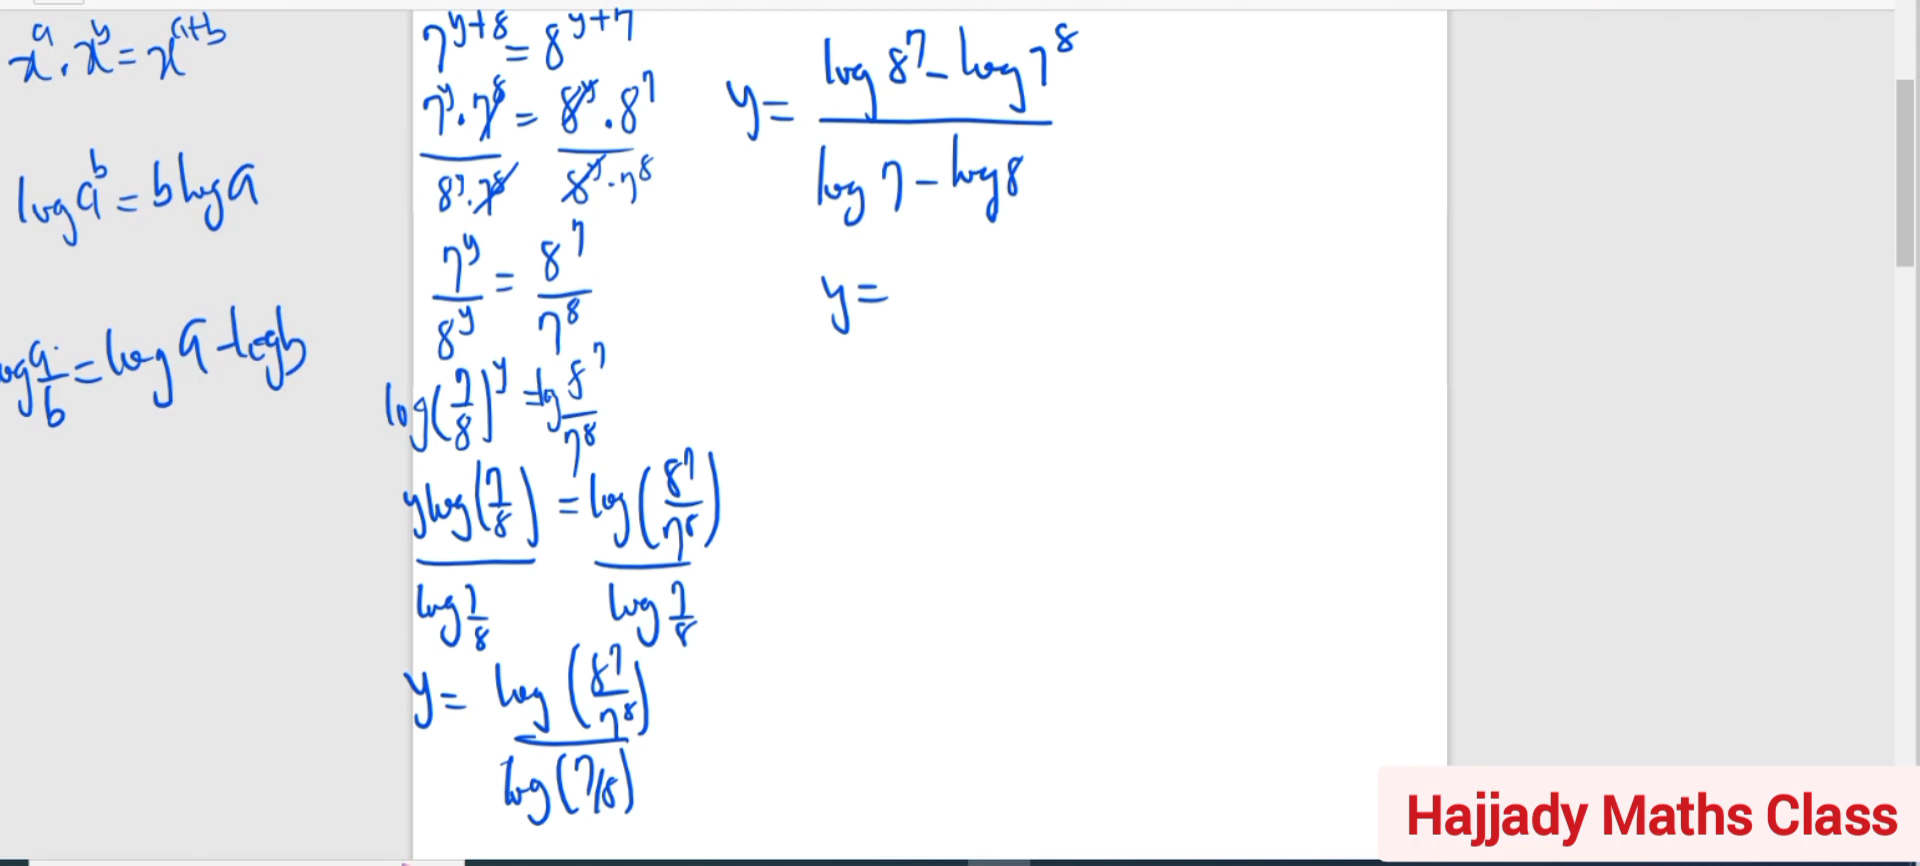 x^a . x^y = x^{a+b}
log a^b = b log a
log a/b = log a - log b
7^{y+8} = 8^{y+7}
7^y . 7^8 / 8^y . 7^8 = 8^y . 8^7 / 8^y . 7^8
7^y / 8^y = 8^7 / 7^8
log (7/8)^y = log 8^7 / 7^8
y log (7/8) / log 7/8 = log (8^7 / 7^8) / log 7/8
y = log (8^7 / 7^8) / log (7/8)
y = log 8^7 - log 7^8 / log 7 - log 8
y =
Hajjady Maths Class